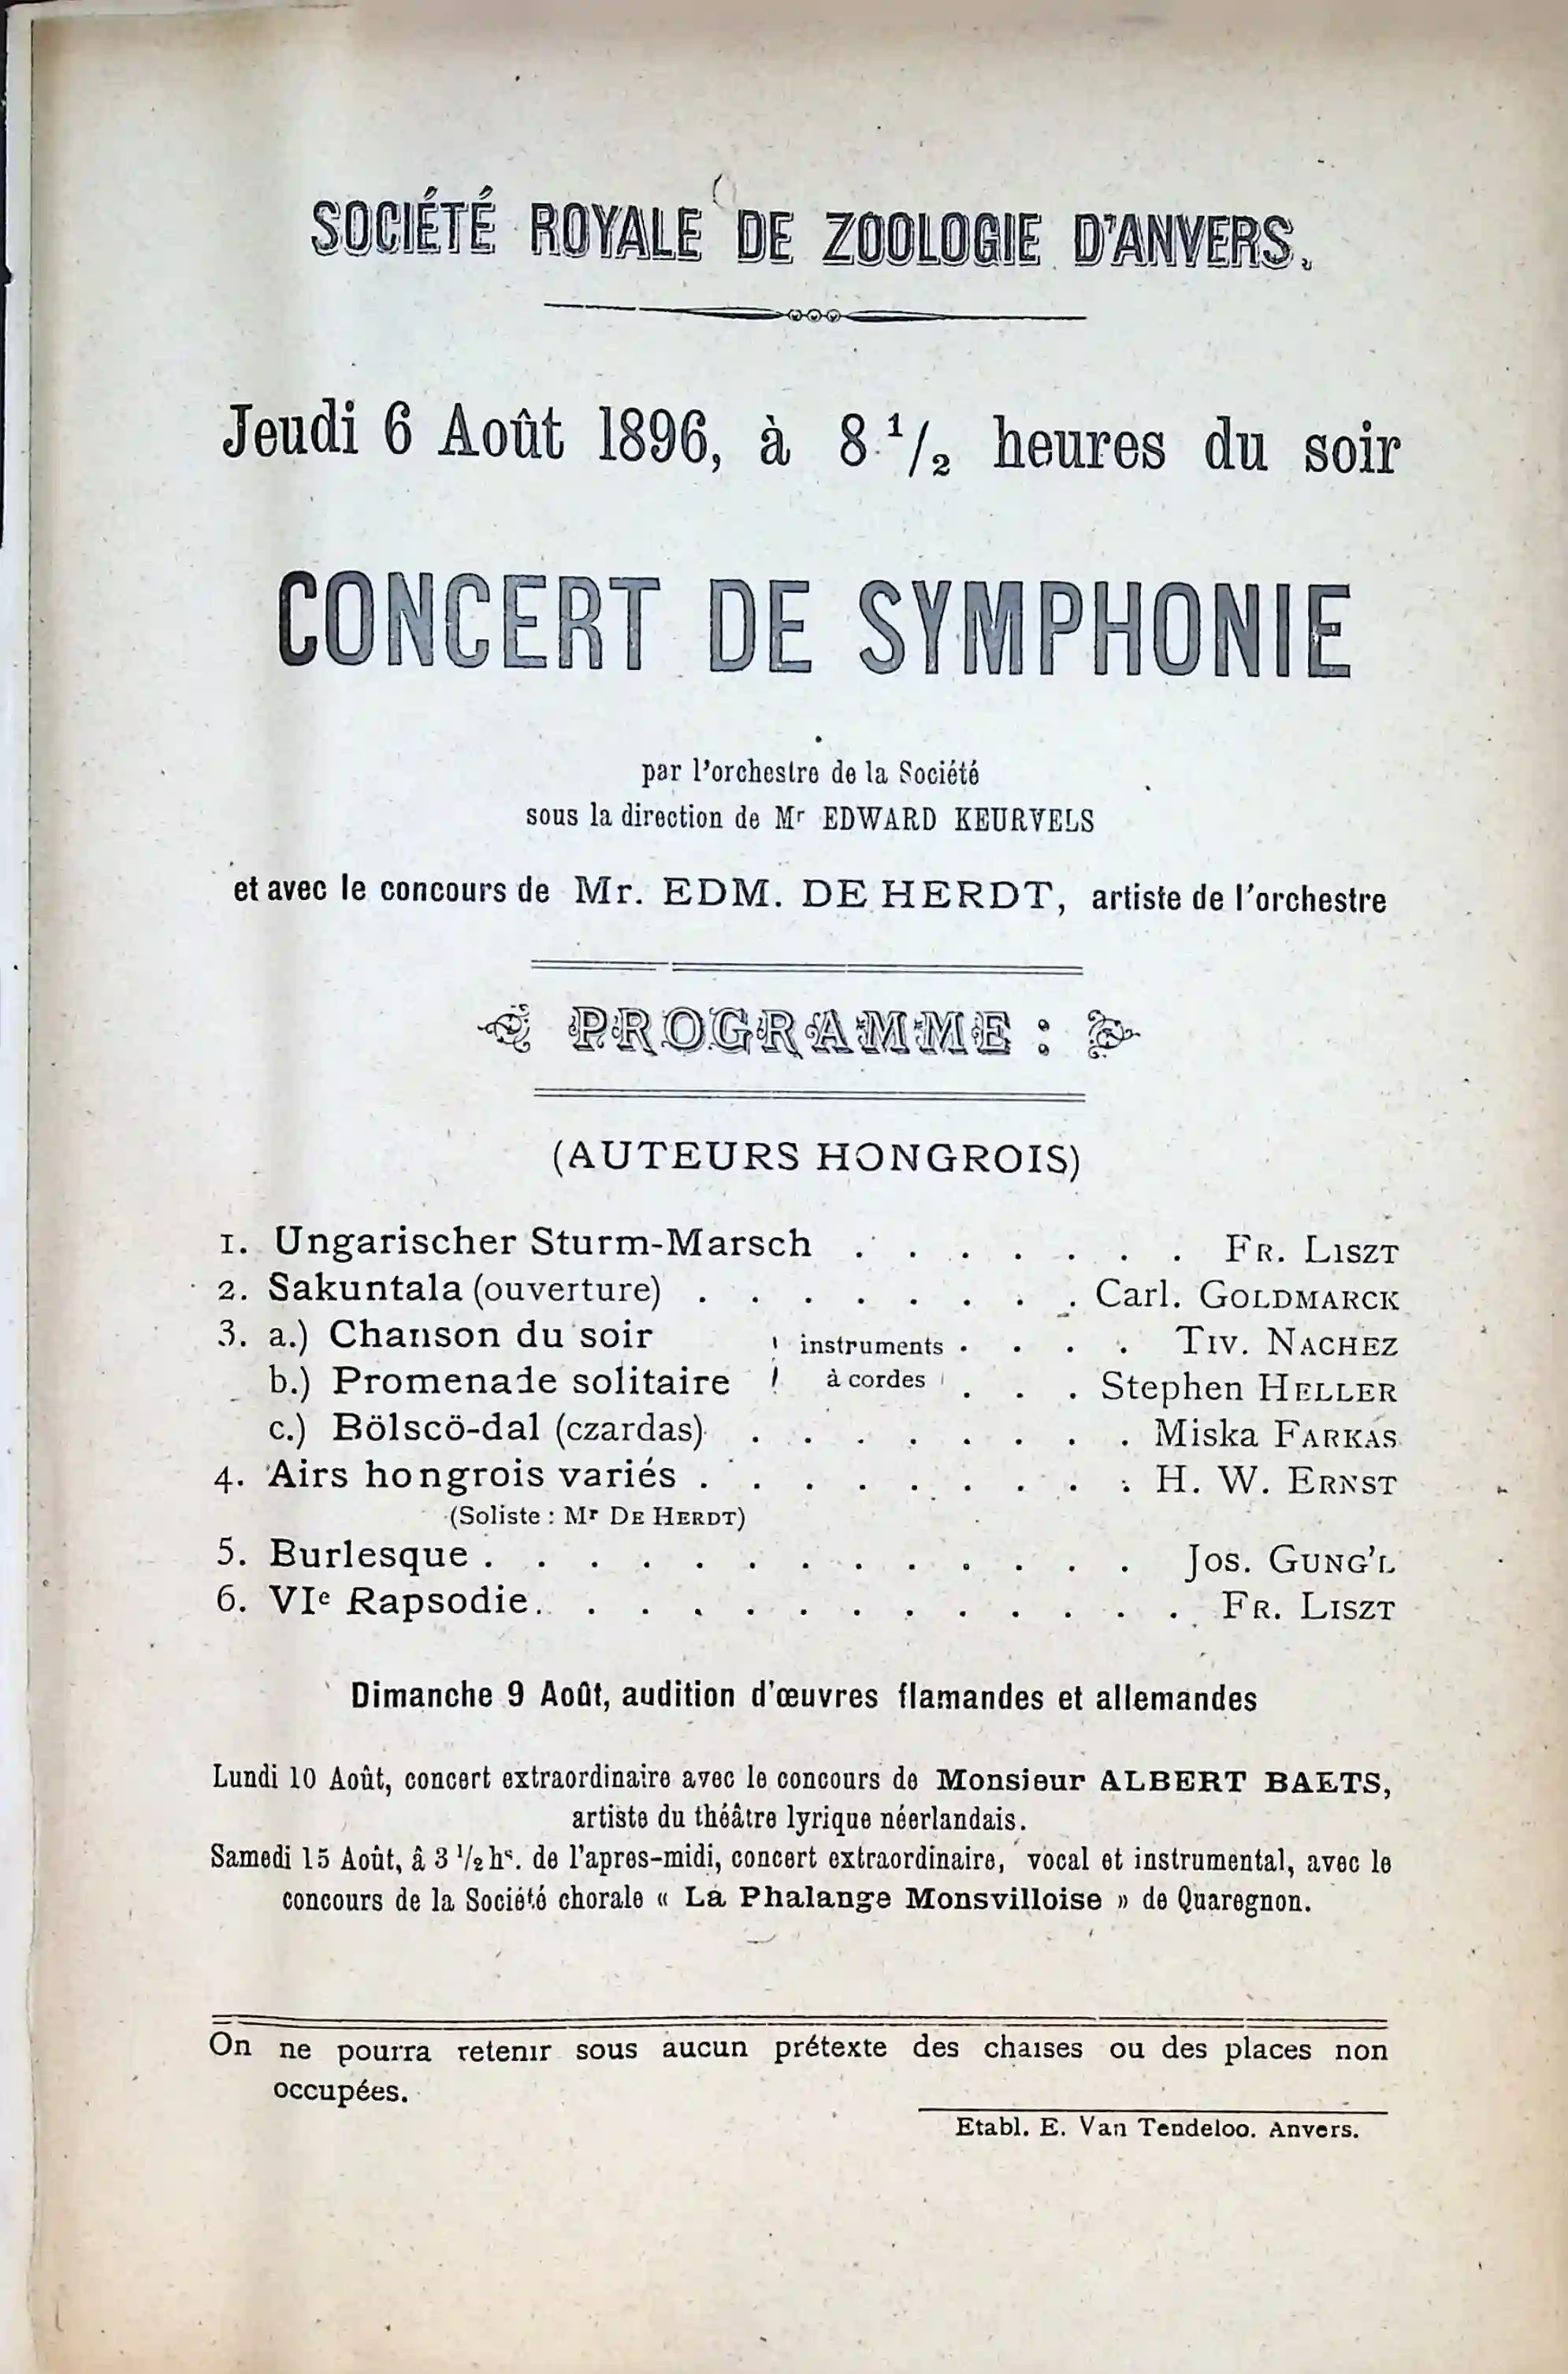 SOCIÉTÉ ROYALE DE ZOOLOGIE D'ANVERS.
Jeudi 6 Août 1896, à 8 1/2 heures du soir
CONCERT DE SYMPHONIE
par l'orchestre de la Société
sous la direction de Mr EDWARD KEURVELS
et avec le concours de Mr. EDM. DE HERDT, artiste de l'orchestre
PROGRAMME :
(AUTEURS HONGROIS)
1. Ungarischer Sturm-Marsch . . . . . . . FR. LISZT
2. Sakuntala (ouverture) . . . . . . . . Carl. GOLDMARCK
3. a.) Chanson du soir instruments . . . . TIV. NACHEZ
b.) Promenade solitaire à cordes . . . Stephen HELLER
c.) Bölscö-dal (czardas) . . . . . . . . Miska FARKAS
4. Airs hongrois variés . . . . . . . . . H. W. ERNST
(Soliste : Mr DE HERDT)
5. Burlesque . . . . . . . . . . . . . Jos. GUNG'L
6. VIe Rapsodie . . . . . . . . . . . . . FR. LISZT
Dimanche 9 Août, audition d'œuvres flamandes et allemandes
Lundi 10 Août, concert extraordinaire avec le concours de Monsieur ALBERT BAETS,
artiste du théâtre lyrique néerlandais.
Samedi 15 Août, â 3 1/2 hs. de l'apres-midi, concert extraordinaire, vocal et instrumental, avec le
concours de la Société chorale « La Phalange Monsvilloise » de Quaregnon.
On ne pourra retenir sous aucun prétexte des chaises ou des places non
occupées.
Etabl. E. Van Tendeloo. Anvers.